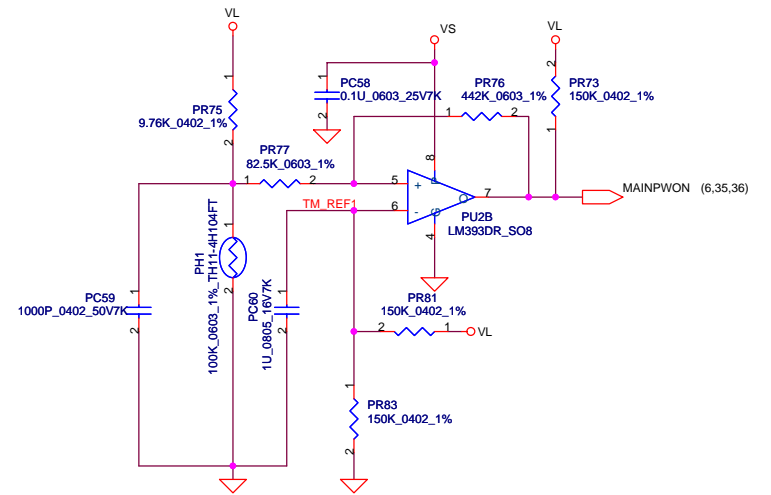 VL
VS
VL
1
PR75
9.76K_0402_1%
2
1
PC58
0.1U_0603_25V7K
2
PR76
442K_0603_1%
1
2
2
PR73
150K_0402_1%
1
PR77
82.5K_0603_1%
1
2
5
+
P
8
O
7
MAINPWON (6,35,36)
TM_REF1
6
-
G
4
PU2B
LM393DR_SO8
1
PH1
100K_0603_1%_TH11-4H104FT
2
1
PC59
1000P_0402_50V7K
2
1
PC60
1U_0805_16V7K
2
PR81
150K_0402_1%
2
1
VL
1
PR83
150K_0402_1%
2